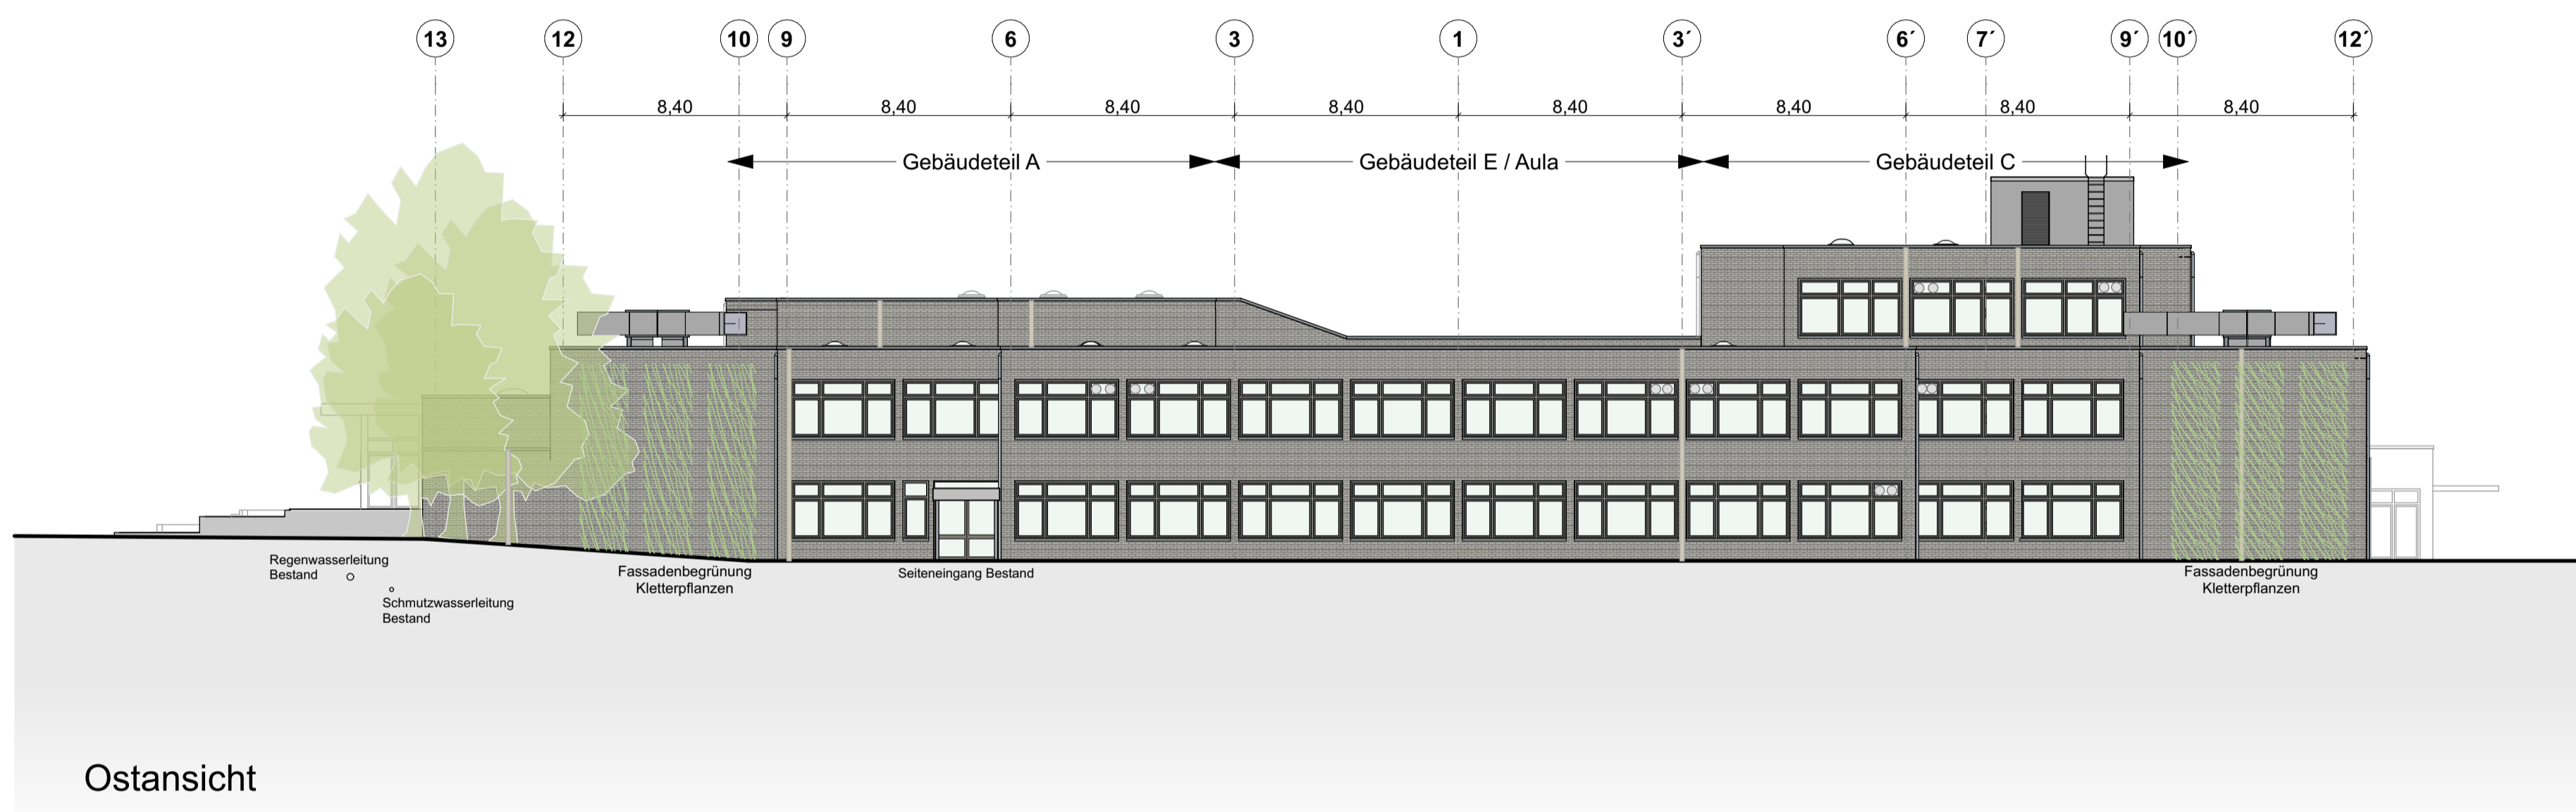 13 12 10 9 6 3 1 3´ 6´ 7´ 9´ 10´ 12´
8,40 8,40 8,40 8,40 8,40 8,40 8,40 8,40
Gebäudeteil A Gebäudeteil E / Aula Gebäudeteil C
Regenwasserleitung
Bestand
Schmutzwasserleitung
Bestand
Fassadenbegrünung
Kletterpflanzen
Seiteneingang Bestand
Fassadenbegrünung
Kletterpflanzen
Ostansicht